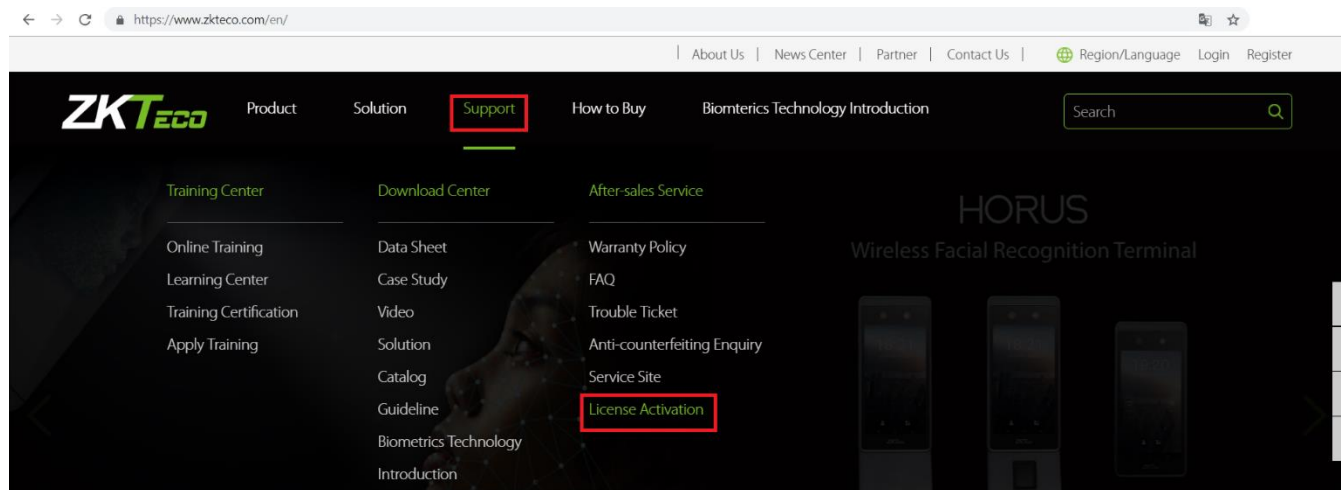 https://www.zkteco.com/en/
| About Us | News Center | Partner | Contact Us | Region/Language Login Register
ZKTECO Product Solution Support How to Buy Biomterics Technology Introduction Search
Training Center
Online Training
Learning Center
Training Certification
Apply Training
Download Center
Data Sheet
Case Study
Video
Solution
Catalog
Guideline
Biometrics Technology
Introduction
After-sales Service
Warranty Policy
FAQ
Trouble Ticket
Anti-counterfeiting Enquiry
Service Site
License Activation
HORUS
Wireless Facial Recognition Terminal